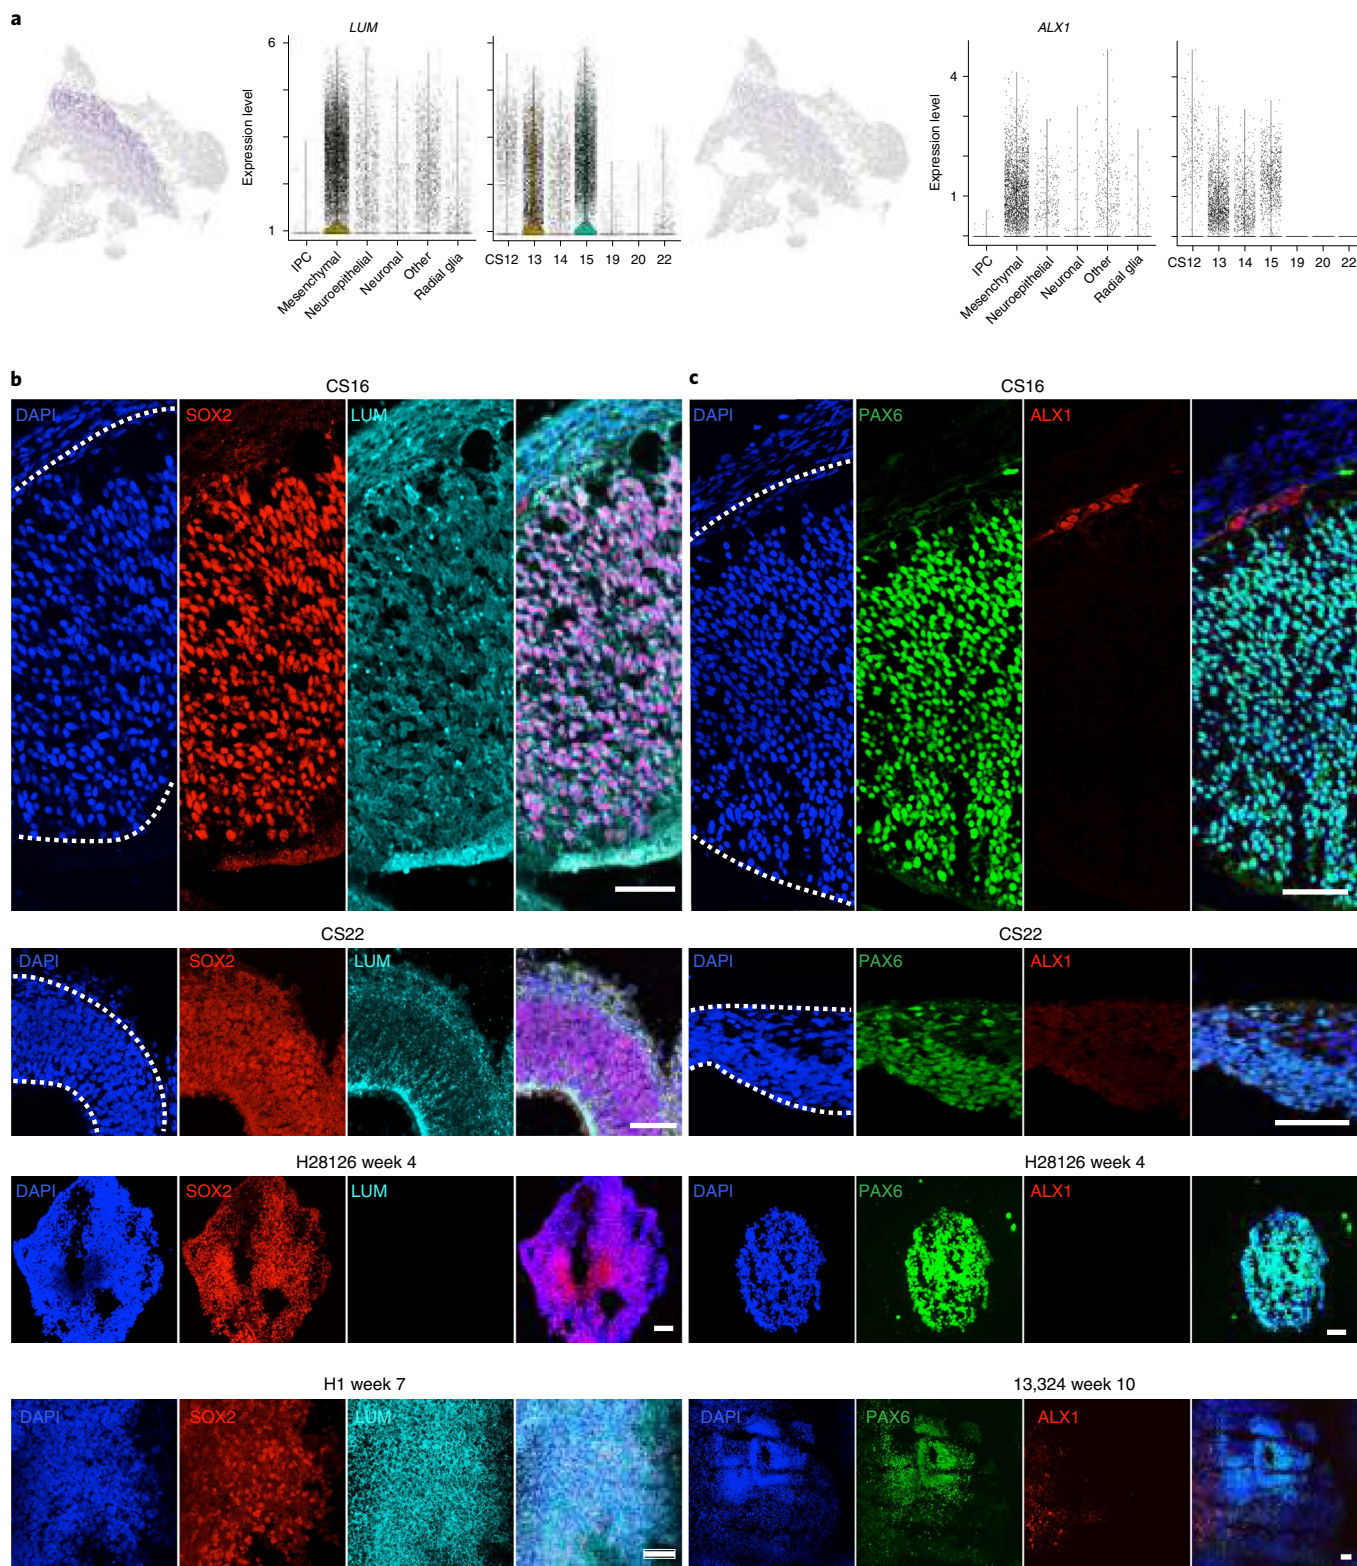 a
LUM
ALX1
6
1
Expression level
IPC
Mesenchymal
Neuroepithelial
Neuronal
Other
Radial glia
CS12 13 14 15 19 20 22
4
1
Expression level
IPC
Mesenchymal
Neuroepithelial
Neuronal
Other
Radial glia
CS12 13 14 15 19 20 22
b
CS16
DAPI SOX2 LUM
c
CS16
DAPI PAX6 ALX1
CS22
DAPI SOX2 LUM
CS22
DAPI PAX6 ALX1
H28126 week 4
DAPI SOX2 LUM
H28126 week 4
DAPI PAX6 ALX1
H1 week 7
DAPI SOX2 LUM
13,324 week 10
DAPI PAX6 ALX1